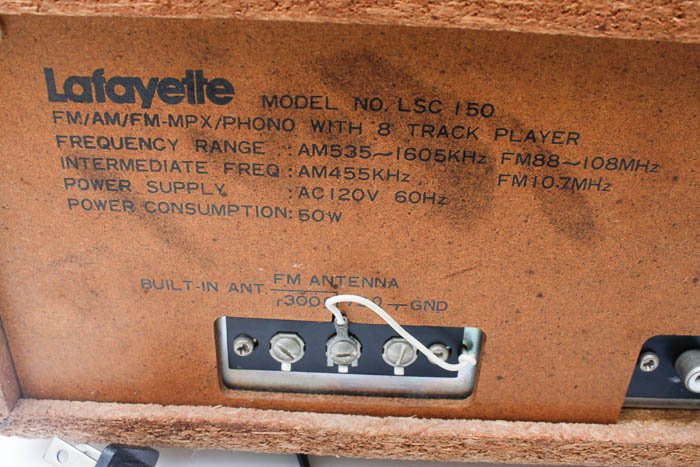 Lafayette MODEL NO. LSC 150
FM/AM/FM-MPX/PHONO WITH 8 TRACK PLAYER
FREQUENCY RANGE : AM535~1605KHz FM88~108MHz
INTERMEDIATE FREQ : AM455KHz FM10.7MHz
POWER SUPPLY : AC120V 60Hz
POWER CONSUMPTION: 50W
FM ANTENNA
BUILT-IN ANT. 300 GND